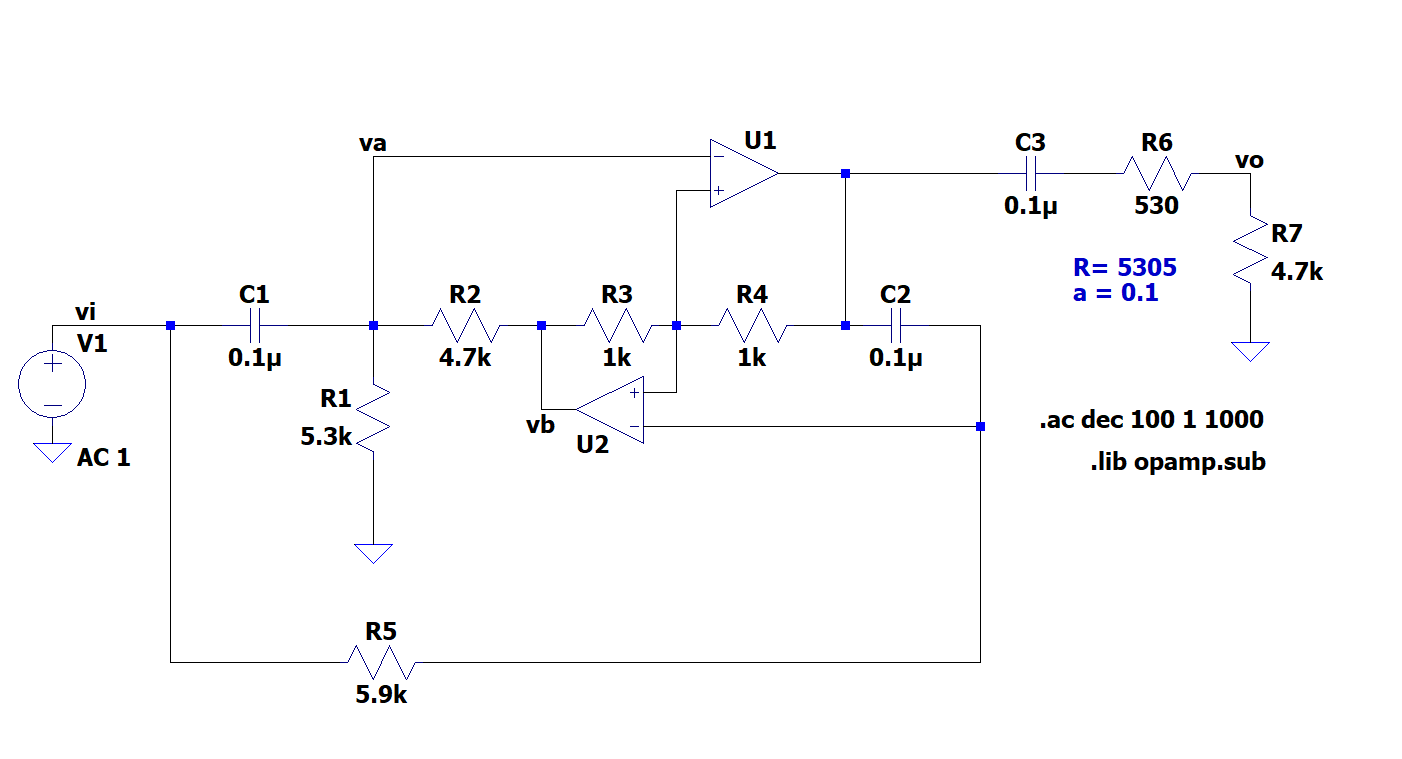 va
U1
C3
R6
vo
0.1µ
530
R7
4.7k
R= 5305
a = 0.1
vi
V1
C1
0.1µ
R2
4.7k
R3
1k
R4
1k
C2
0.1µ
R1
5.3k
vb
U2
AC 1
.ac dec 100 1 1000
.lib opamp.sub
R5
5.9k